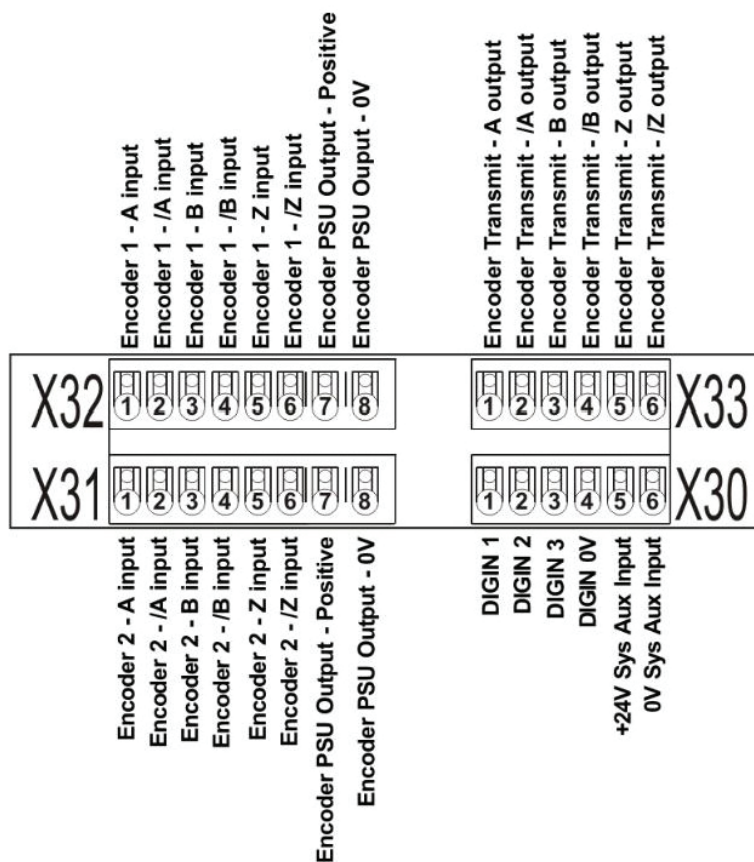 Encoder 1 - A input
Encoder 1 - /A input
Encoder 1 - B input
Encoder 1 - /B input
Encoder 1 - Z input
Encoder 1 - /Z input
Encoder PSU Output - Positive
Encoder PSU Ouput - 0V
Encoder Transmit - A output
Encoder Transmit - /A output
Encoder Transmit - B output
Encoder Transmit - /B output
Encoder Transmit - Z output
Encoder Transmit - /Z output
X32 1 2 3 4 5 6 7 8
1 2 3 4 5 6 X33
X31 1 2 3 4 5 6 7 8
1 2 3 4 5 6 X30
Encoder 2 - A input
Encoder 2 - /A input
Encoder 2 - B input
Encoder 2 - /B input
Encoder 2 - Z input
Encoder 2 - /Z input
Encoder PSU Output - Positive
Encoder PSU Output - 0V
DIGIN 1
DIGIN 2
DIGIN 3
DIGIN 0V
+24V Sys Aux Input
0V Sys Aux Input